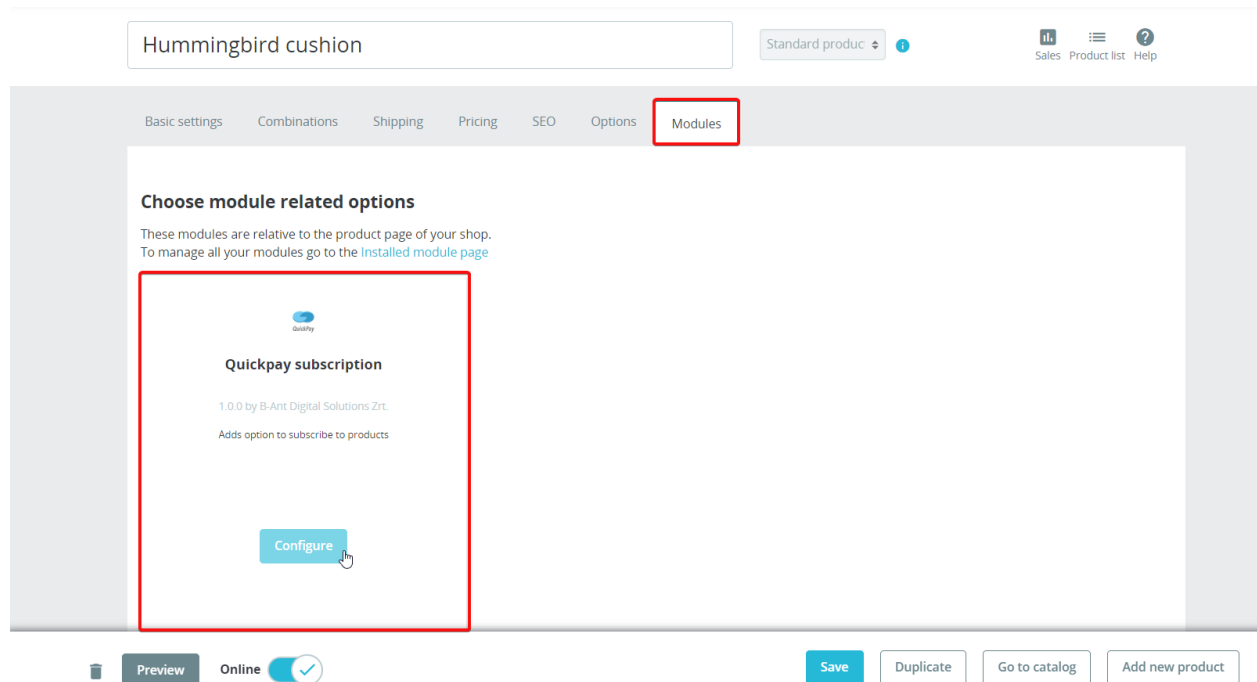 Hummingbird cushion
Standard produc
Sales Product list Help
Basic settings Combinations Shipping Pricing SEO Options Modules
Choose module related options
These modules are relative to the product page of your shop.
To manage all your modules go to the Installed module page
QuickPay
Quickpay subscription
1.0.0 by B-Ant Digital Solutions Zrt.
Adds option to subscribe to products
Configure
Preview Online Save Duplicate Go to catalog Add new product